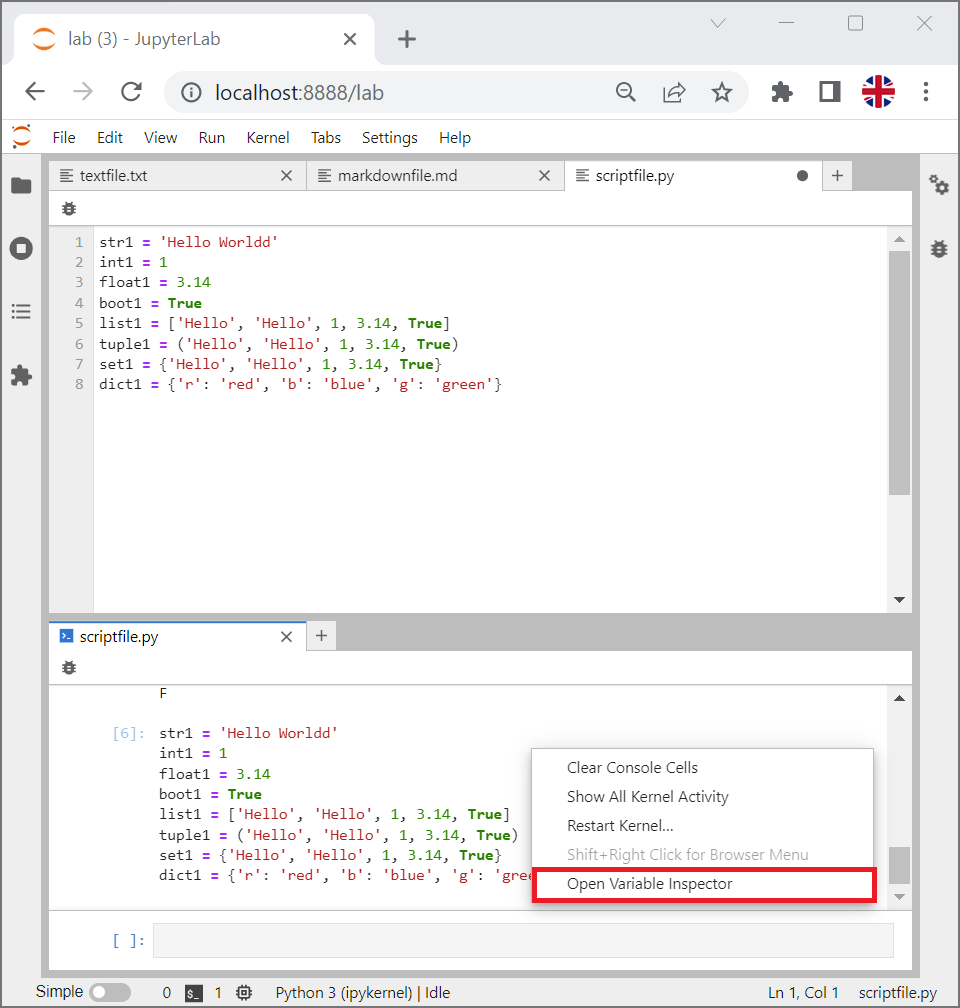 lab (3) - JupyterLab
localhost:8888/lab
File Edit View Run Kernel Tabs Settings Help
textfile.txt markdownfile.md scriptfile.py
1 str1 = 'Hello Worldd'
2 int1 = 1
3 float1 = 3.14
4 boot1 = True
5 list1 = ['Hello', 'Hello', 1, 3.14, True]
6 tuple1 = ('Hello', 'Hello', 1, 3.14, True)
7 set1 = {'Hello', 'Hello', 1, 3.14, True}
8 dict1 = {'r': 'red', 'b': 'blue', 'g': 'green'}
scriptfile.py
F
[6]: str1 = 'Hello Worldd'
int1 = 1
float1 = 3.14
boot1 = True
list1 = ['Hello', 'Hello', 1, 3.14, True]
tuple1 = ('Hello', 'Hello', 1, 3.14, True)
set1 = {'Hello', 'Hello', 1, 3.14, True}
dict1 = {'r': 'red', 'b': 'blue', 'g': 'gree
Clear Console Cells
Show All Kernel Activity
Restart Kernel...
Shift+Right Click for Browser Menu
Open Variable Inspector
[ ]:
Simple 0 1 Python 3 (ipykernel) | Idle Ln 1, Col 1 scriptfile.py